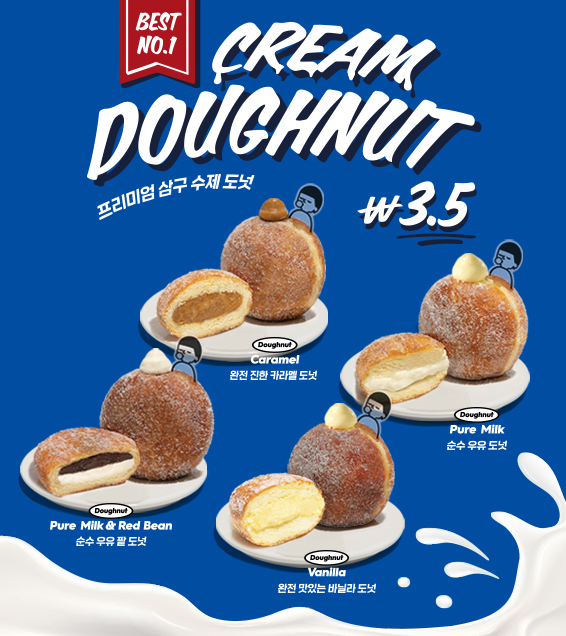 BEST
NO.1
CREAM
DOUGHNUT
프리미엄 삼구 수제 도넛
₩3.5
Doughnut
Caramel
완전 진한 카라멜 도넛
Doughnut
Pure Milk
순수 우유 도넛
Doughnut
Pure Milk & Red Bean
순수 우유 팥 도넛
Doughnut
Vanilla
완전 맛있는 바닐라 도넛